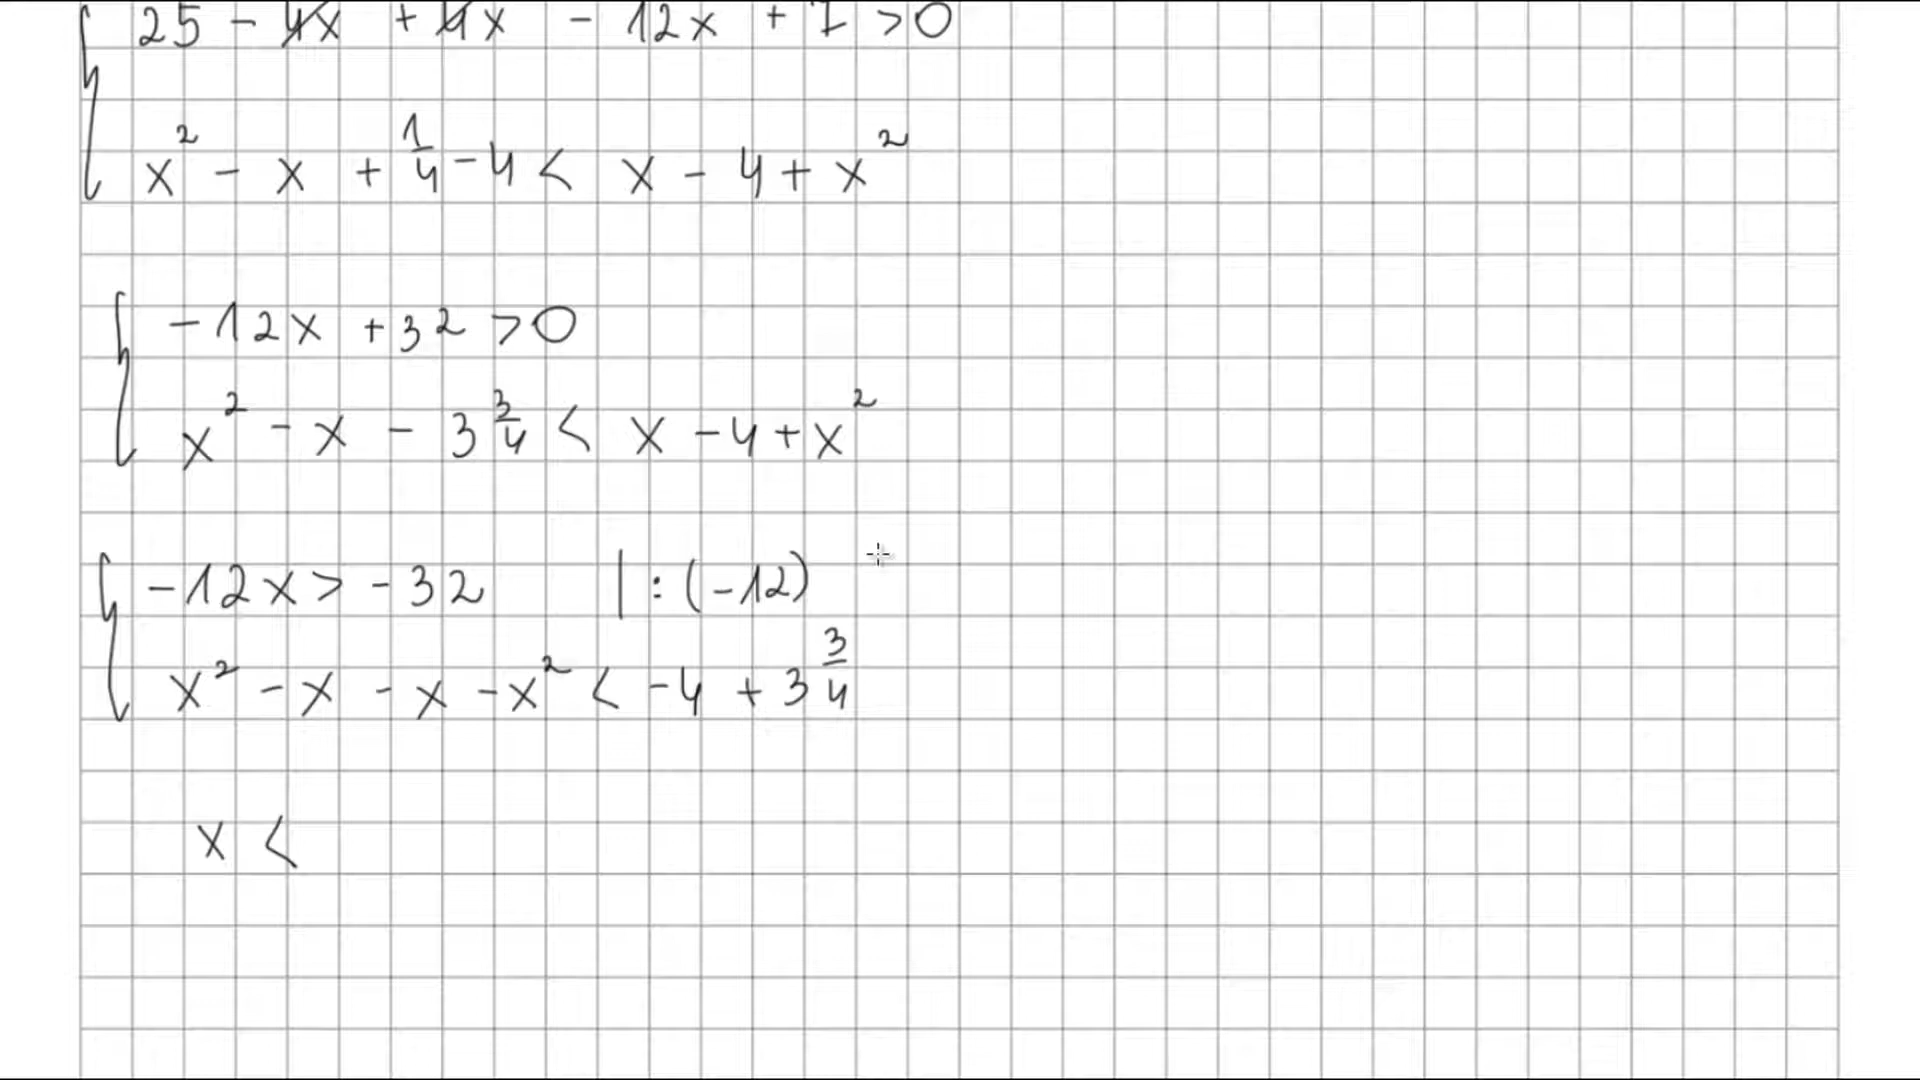 25 - 4x + 4x - 12x + 7 > 0
x² - x + 1/4 - 4 < x - 4 + x²
-12x + 32 > 0
x² - x - 3 3/4 < x - 4 + x²
-12x > -32 | : (-12)
x² - x - x - x² < -4 + 3 3/4
x <